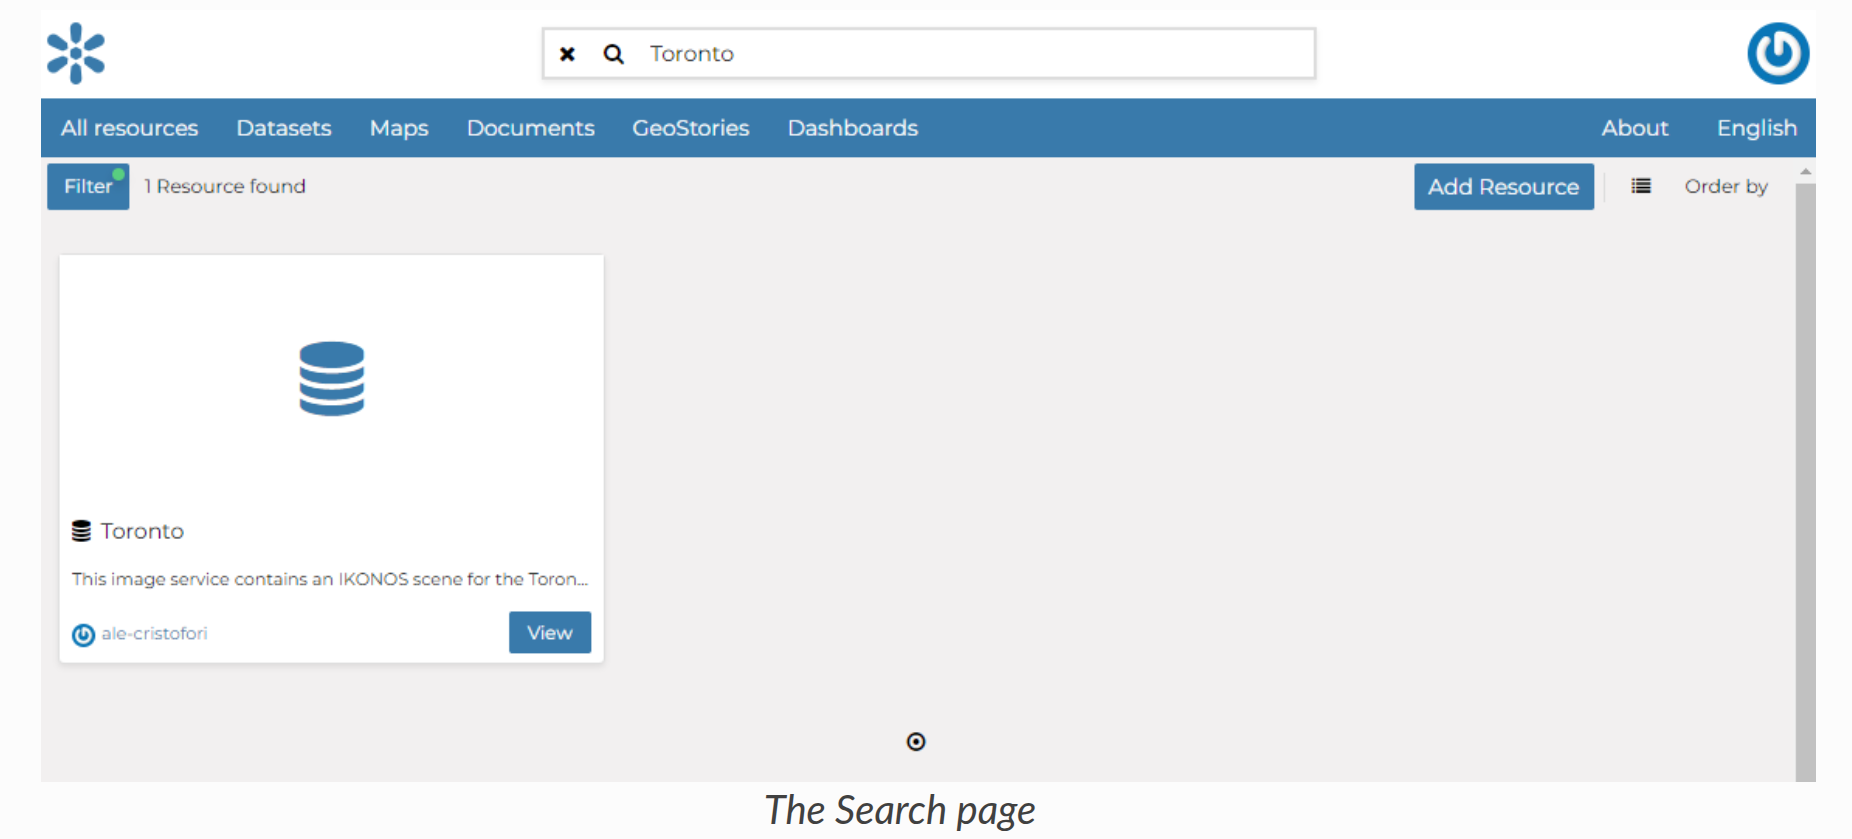 Toronto
All resources Datasets Maps Documents GeoStories Dashboards About English
Filter 1 Resource found Add Resource Order by
Toronto
This image service contains an IKONOS scene for the Toron...
ale-cristofori View
The Search page